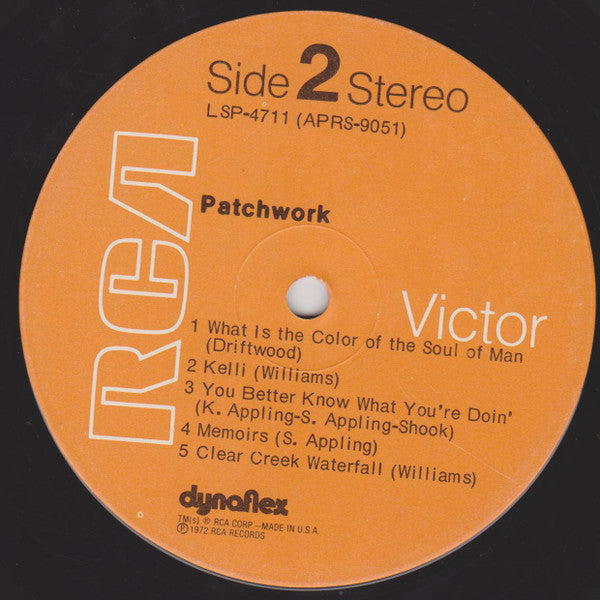 Side 2 Stereo
LSP-4711 (APRS-9051)
RCA
Patchwork
Victor
1 What Is the Color of the Soul of Man
(Driftwood)
2 Kelli (Williams)
3 You Better Know What You're Doin'
(K. Appling-S. Appling-Shook)
4 Memoirs (S. Appling)
5 Clear Creek Waterfall (Williams)
dynaflex
TM(s) ® RCA CORP.-MADE IN U.S.A.
Ⓟ1972 RCA RECORDS